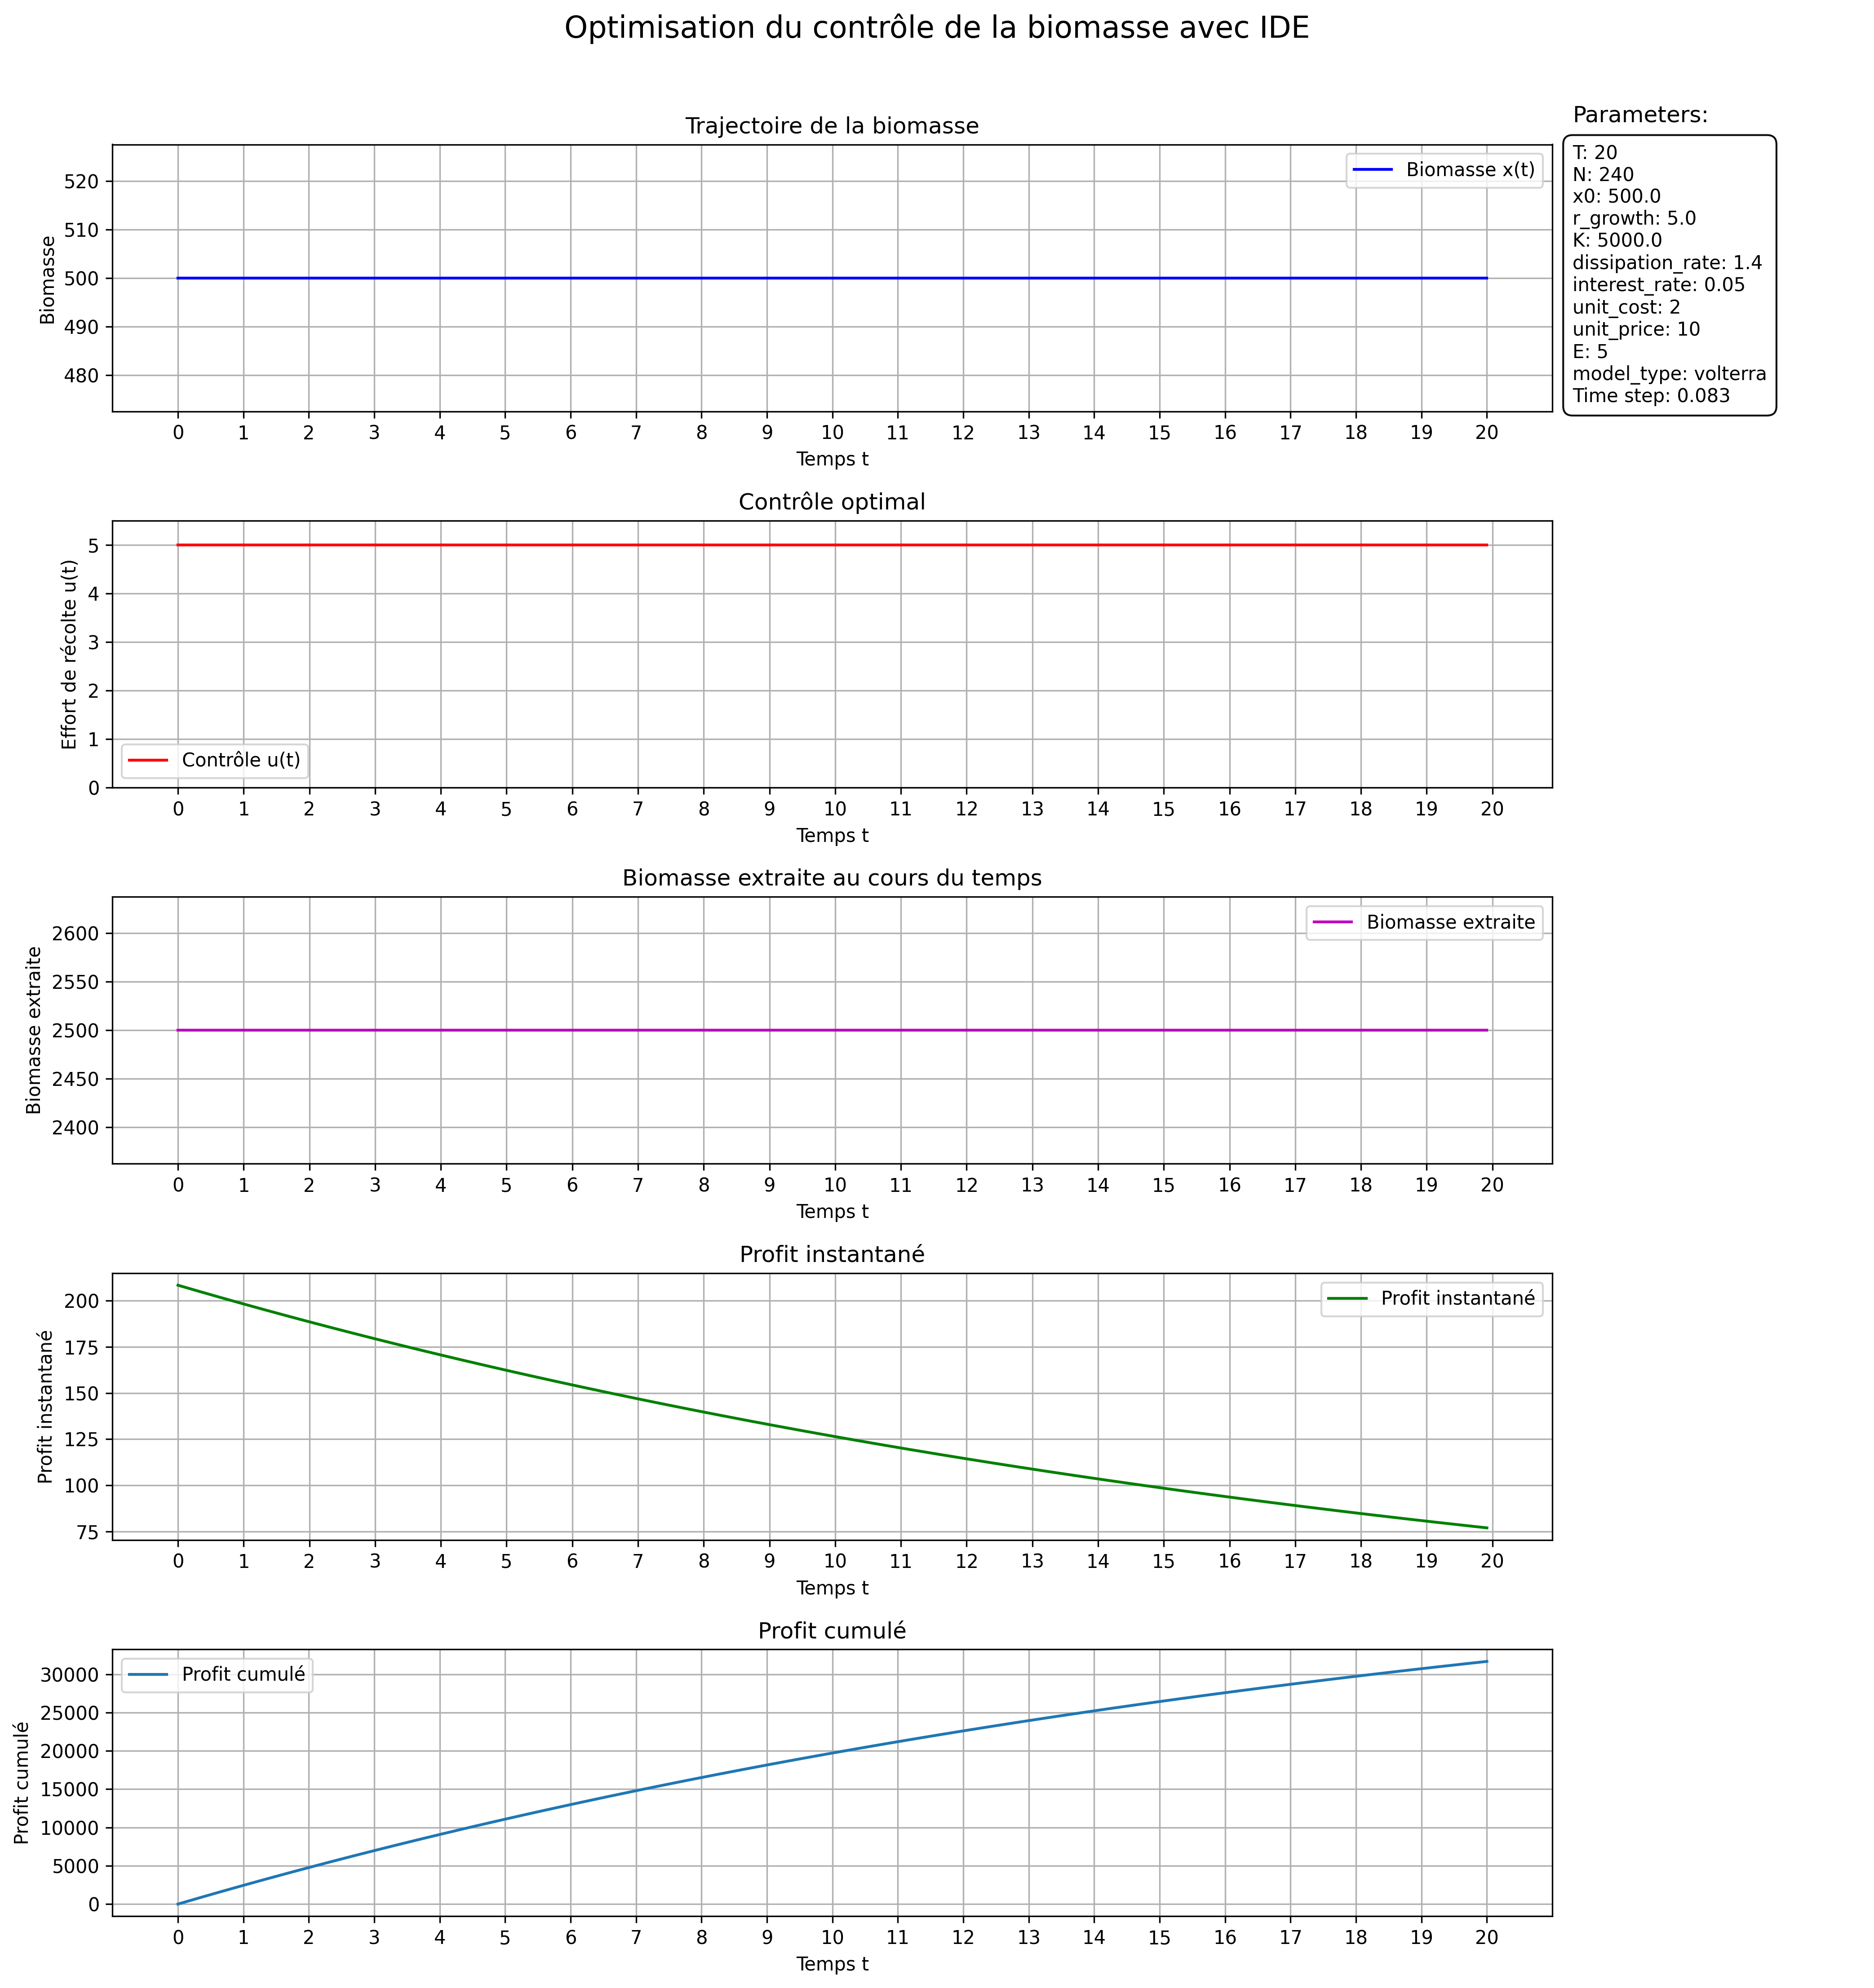 Optimisation du contrôle de la biomasse avec IDE
Trajectoire de la biomasse
Parameters:
T: 20
N: 240
x0: 500.0
r_growth: 5.0
K: 5000.0
dissipation_rate: 1.4
interest_rate: 0.05
unit_cost: 2
unit_price: 10
E: 5
model_type: volterra
Time step: 0.083
Biomasse x(t)
Biomasse
520
510
500
490
480
0 1 2 3 4 5 6 7 8 9 10 11 12 13 14 15 16 17 18 19 20
Temps t
Contrôle optimal
Effort de récolte u(t)
5
4
3
2
1
0
Contrôle u(t)
0 1 2 3 4 5 6 7 8 9 10 11 12 13 14 15 16 17 18 19 20
Temps t
Biomasse extraite au cours du temps
Biomasse extraite
Biomasse extraite
2600
2550
2500
2450
2400
0 1 2 3 4 5 6 7 8 9 10 11 12 13 14 15 16 17 18 19 20
Temps t
Profit instantané
Profit instantané
Profit instantané
200
175
150
125
100
75
0 1 2 3 4 5 6 7 8 9 10 11 12 13 14 15 16 17 18 19 20
Temps t
Profit cumulé
Profit cumulé
Profit cumulé
30000
25000
20000
15000
10000
5000
0
0 1 2 3 4 5 6 7 8 9 10 11 12 13 14 15 16 17 18 19 20
Temps t